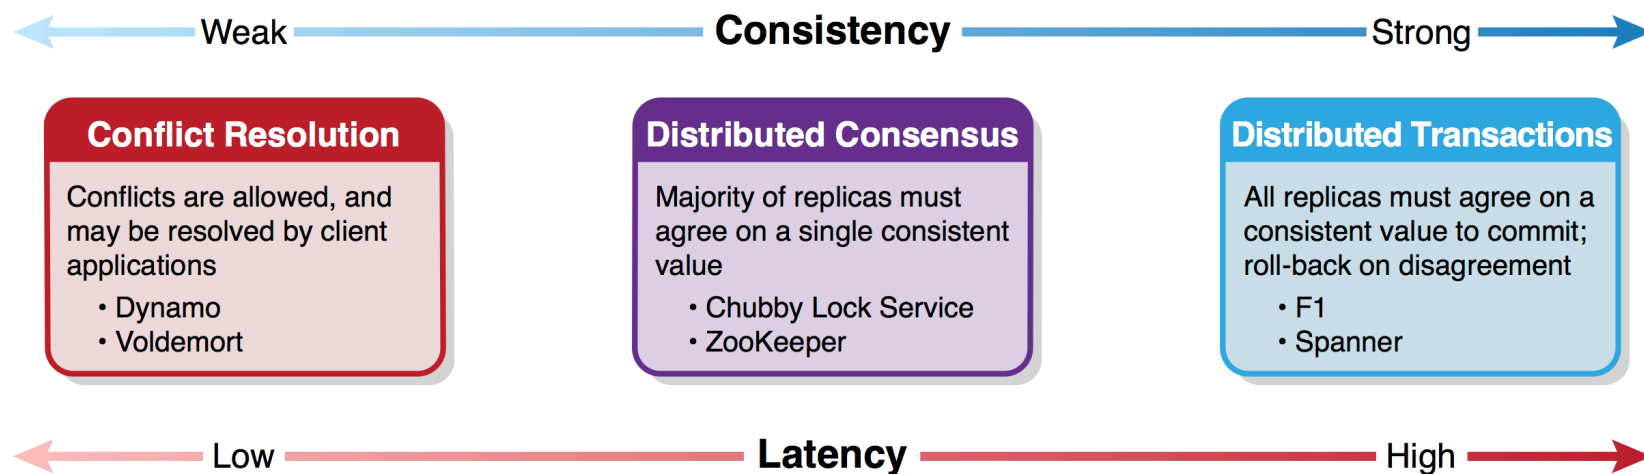 Weak Consistency Strong
Conflict Resolution
Conflicts are allowed, and
may be resolved by client
applications
• Dynamo
• Voldemort
Distributed Consensus
Majority of replicas must
agree on a single consistent
value
• Chubby Lock Service
• ZooKeeper
Distributed Transactions
All replicas must agree on a
consistent value to commit;
roll-back on disagreement
• F1
• Spanner
Low Latency High